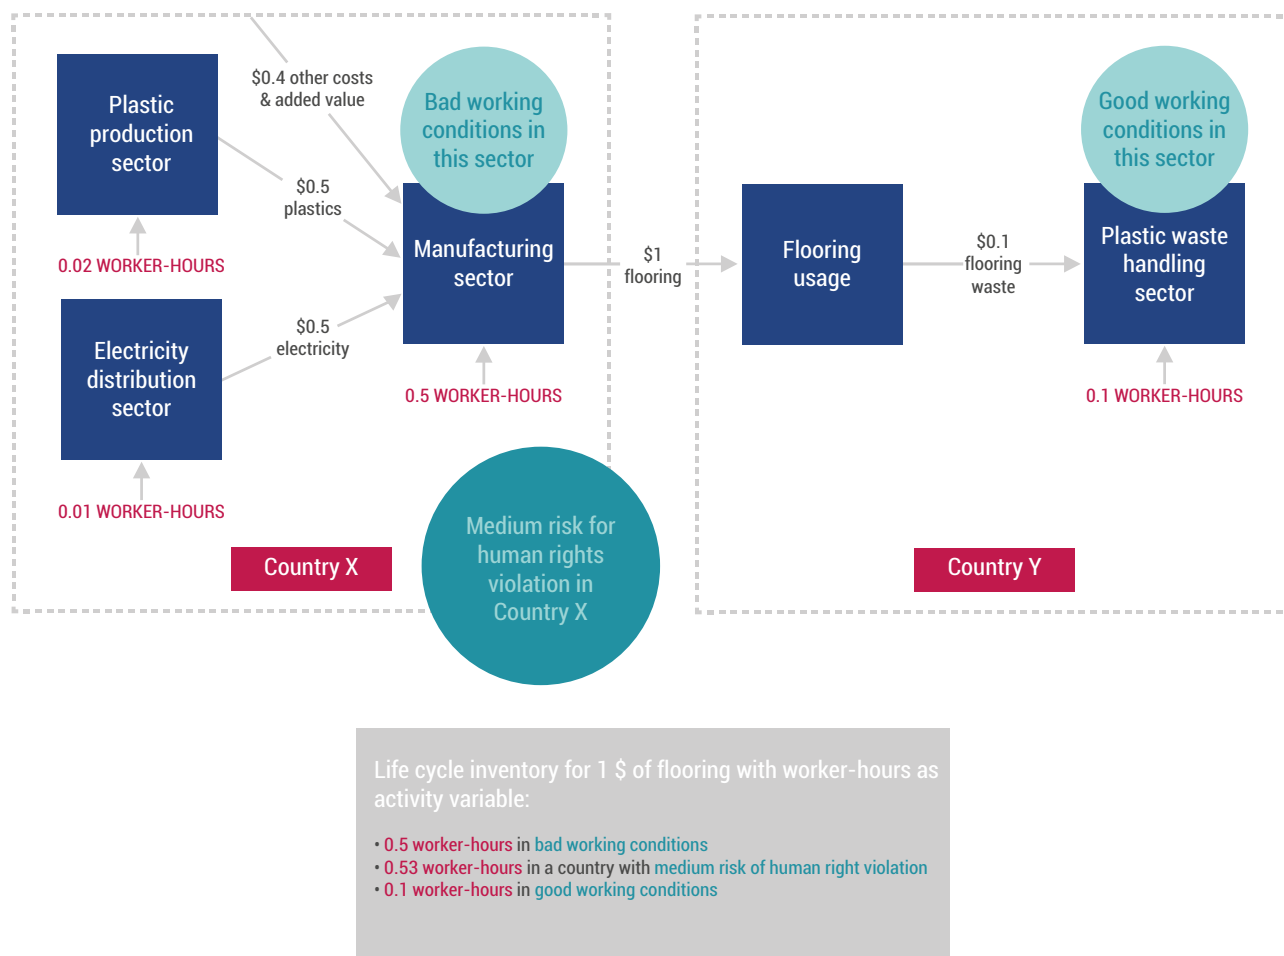 $0.4 other costs
& added value
Plastic
production
sector
Bad working
conditions in
this sector
Good working
conditions in
this sector
$0.5
plastics
0.02 WORKER-HOURS
Manufacturing
sector
$1
flooring
Flooring
usage
$0.1
flooring
waste
Plastic waste
handling
sector
Electricity
distribution
sector
$0.5
electricity
0.5 WORKER-HOURS
0.1 WORKER-HOURS
0.01 WORKER-HOURS
Medium risk for
human rights
violation in
Country X
Country X
Country Y
Life cycle inventory for 1 $ of flooring with worker-hours as
activity variable:
• 0.5 worker-hours in bad working conditions
• 0.53 worker-hours in a country with medium risk of human right violation
• 0.1 worker-hours in good working conditions